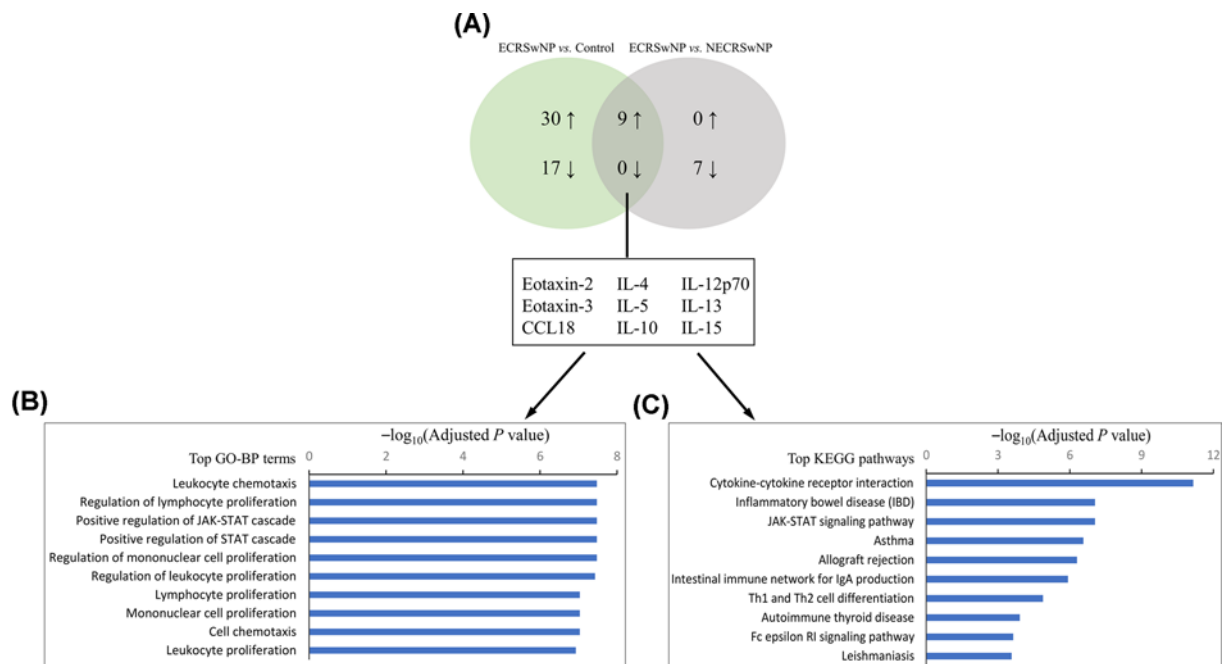 (A)
ECRSwNP vs. Control ECRSwNP vs. NECRSwNP
30 ↑ 9 ↑ 0 ↑
17 ↓ 0 ↓ 7 ↓
Eotaxin-2 IL-4 IL-12p70
Eotaxin-3 IL-5 IL-13
CCL18 IL-10 IL-15
(B)
−log10(Adjusted P value)
Top GO-BP terms
0 2 4 6 8
Leukocyte chemotaxis
Regulation of lymphocyte proliferation
Positive regulation of JAK-STAT cascade
Positive regulation of STAT cascade
Regulation of mononuclear cell proliferation
Regulation of leukocyte proliferation
Lymphocyte proliferation
Mononuclear cell proliferation
Cell chemotaxis
Leukocyte proliferation
(C)
−log10(Adjusted P value)
Top KEGG pathways
0 3 6 9 12
Cytokine-cytokine receptor interaction
Inflammatory bowel disease (IBD)
JAK-STAT signaling pathway
Asthma
Allograft rejection
Intestinal immune network for IgA production
Th1 and Th2 cell differentiation
Autoimmune thyroid disease
Fc epsilon RI signaling pathway
Leishmaniasis